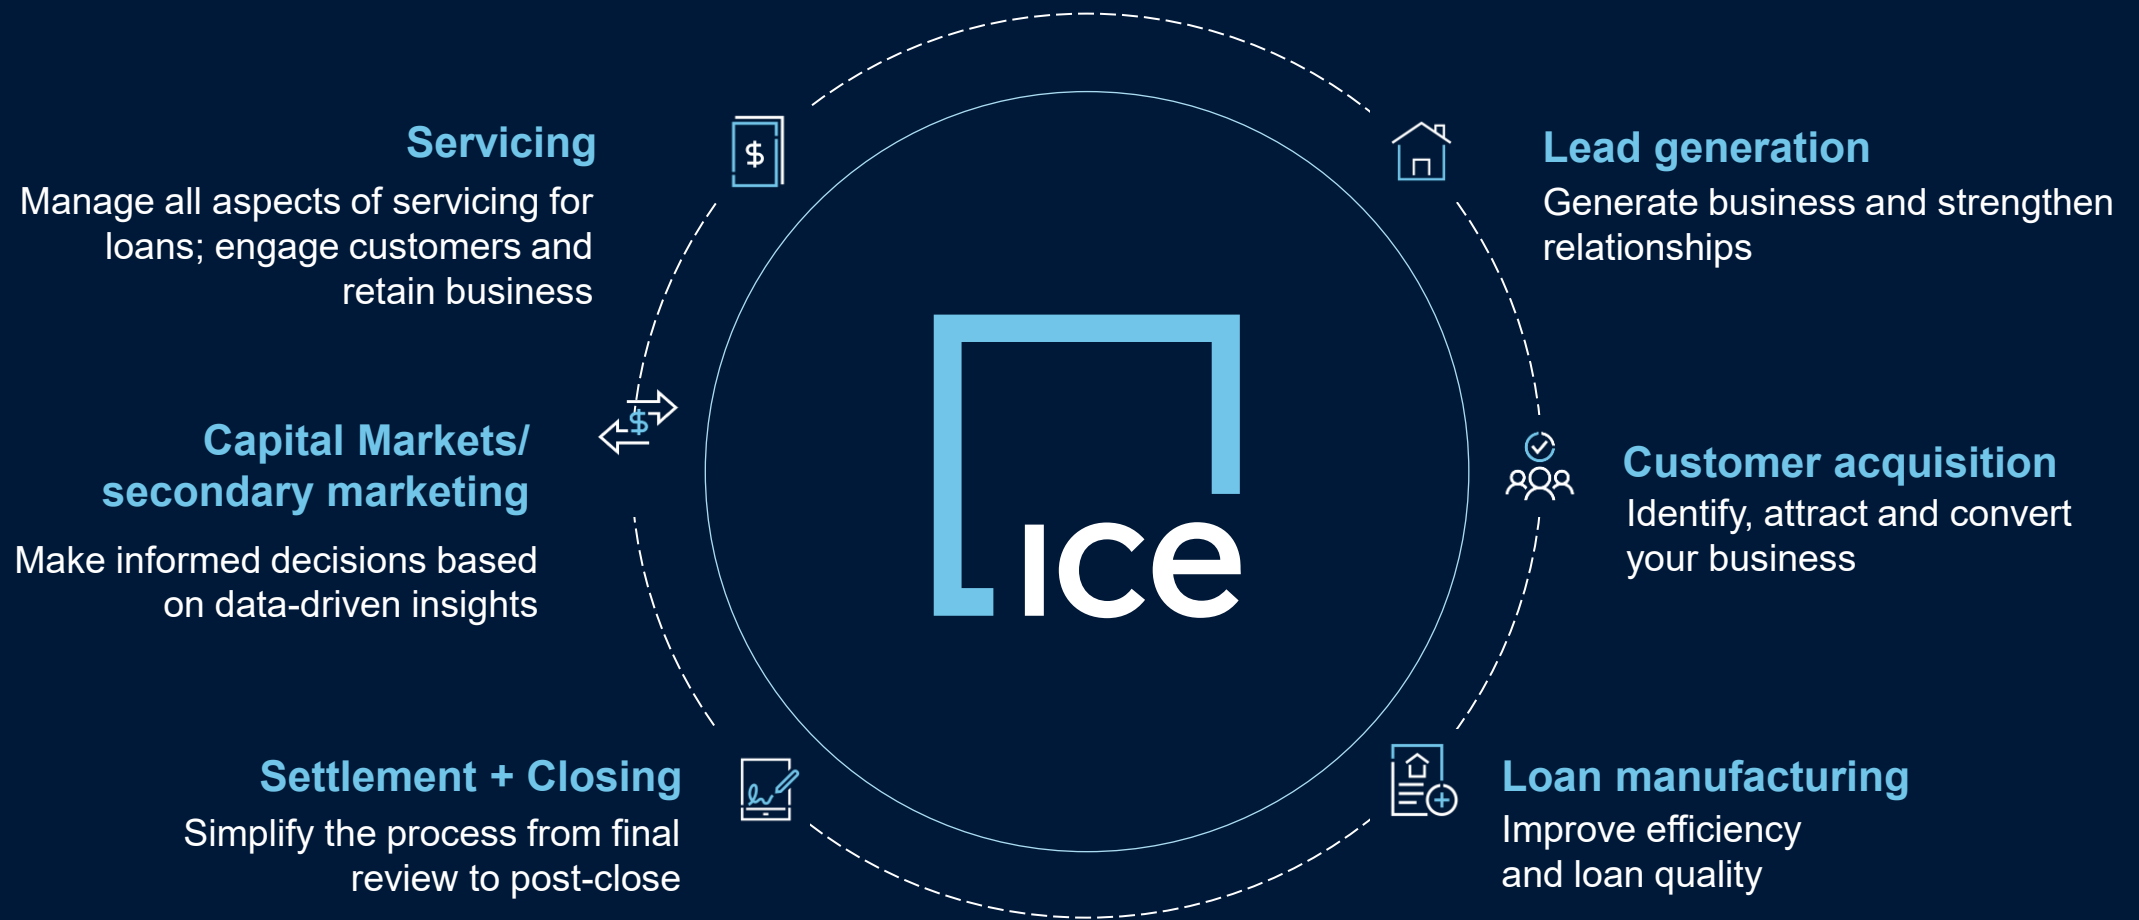 Servicing
Manage all aspects of servicing for
loans; engage customers and
retain business
Capital Markets/
secondary marketing
Make informed decisions based
on data-driven insights
Settlement + Closing
Simplify the process from final
review to post-close
$
$
ice
Lead generation
Generate business and strengthen
relationships
Customer acquisition
Identify, attract and convert
your business
Loan manufacturing
Improve efficiency
and loan quality